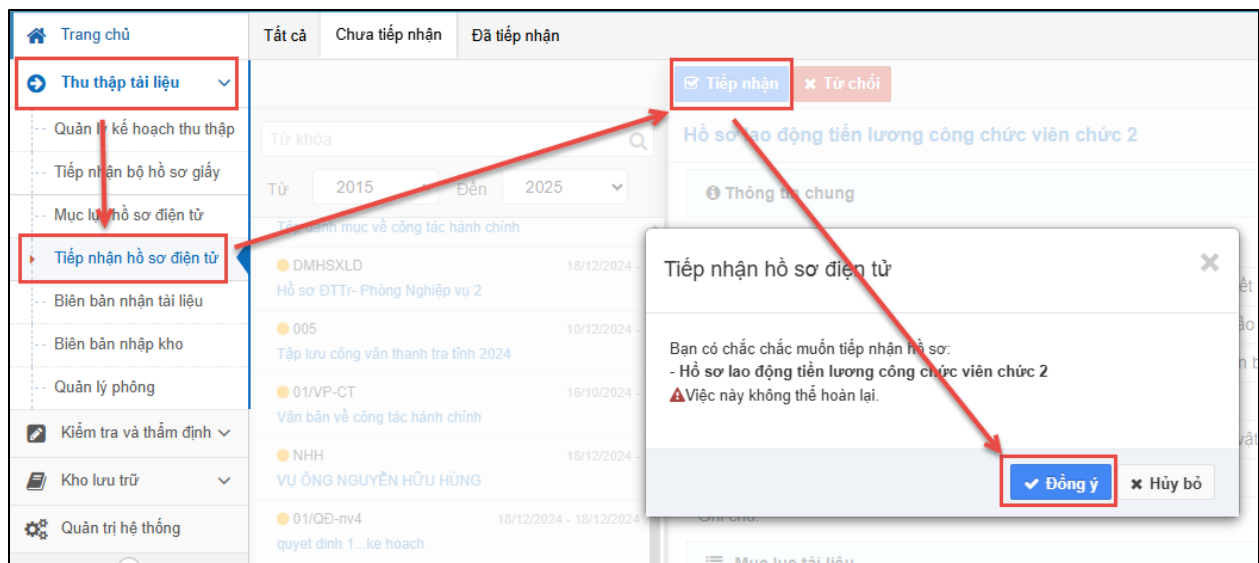 Trang chủ
Thu thập tài liệu
Quản lý kế hoạch thu thập
Tiếp nhận bộ hồ sơ giấy
Mục lục hồ sơ điện tử
Tiếp nhận hồ sơ điện tử
Biên bản nhận tài liệu
Biên bản nhập kho
Quản lý phông
Kiểm tra và thẩm định
Kho lưu trữ
Quản trị hệ thống
Tất cả Chưa tiếp nhận Đã tiếp nhận
Từ khóa
Từ 2015 Đến 2025
Tập danh mục về công tác hành chính
DMHSXLD 18/12/2024 -
Hồ sơ ĐTTr- Phòng Nghiệp vụ 2
005 10/12/2024 -
Tập lưu công văn thanh tra tỉnh 2024
01/VP-CT 16/10/2024 -
Văn bản về công tác hành chính
NHH 18/12/2024 -
VỤ ÔNG NGUYỄN HỮU HÙNG
01/QĐ-nv4 18/12/2024 - 18/12/2024
quyet dinh 1...ke hoach
Tiếp nhận Từ chối
Hồ sơ lao động tiền lương công chức viên chức 2
Thông tin chung
Tiếp nhận hồ sơ điện tử
Bạn có chắc chắc muốn tiếp nhận hồ sơ:
- Hồ sơ lao động tiền lương công chức viên chức 2
Việc này không thể hoàn lại.
Đồng ý Hủy bỏ
Ghi chú:
Mục lục tài liệu